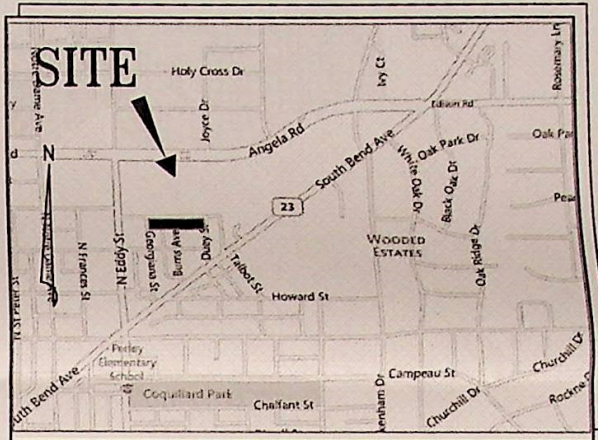 SITE
Holy Cross Dr
Ivy Ct
Rosemary Ln
Joyce Dr
Edison Rd
Angela Rd
South Bend Ave
White Oak Dr
Oak Park Dr
Black Oak Dr
Oak Par
N
23
Pea
N Eddy St
N Frances St
Georgiana St
Burns Ave
Duey St
Talbot St
WOODED
ESTATES
Oak Ridge Dr
Howard St
N St Peter St
Perley
Elementary
School
uth Bend Ave
Coquillard Park
Chalfant St
kenham Dr
Campeau St
Churchill Dr
Churchill Dr
Rockne D